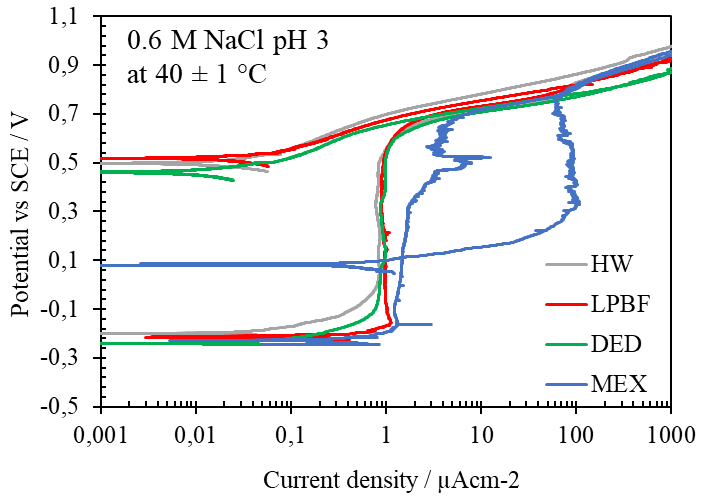 1,1
0,9
0,7
0,5
0,3
0,1
-0,1
-0,3
-0,5
Potential vs SCE / V
0.6 M NaCl pH 3
at 40 ± 1 °C
HW
LPBF
DED
MEX
0,001 0,01 0,1 1 10 100 1000
Current density / µAcm-2